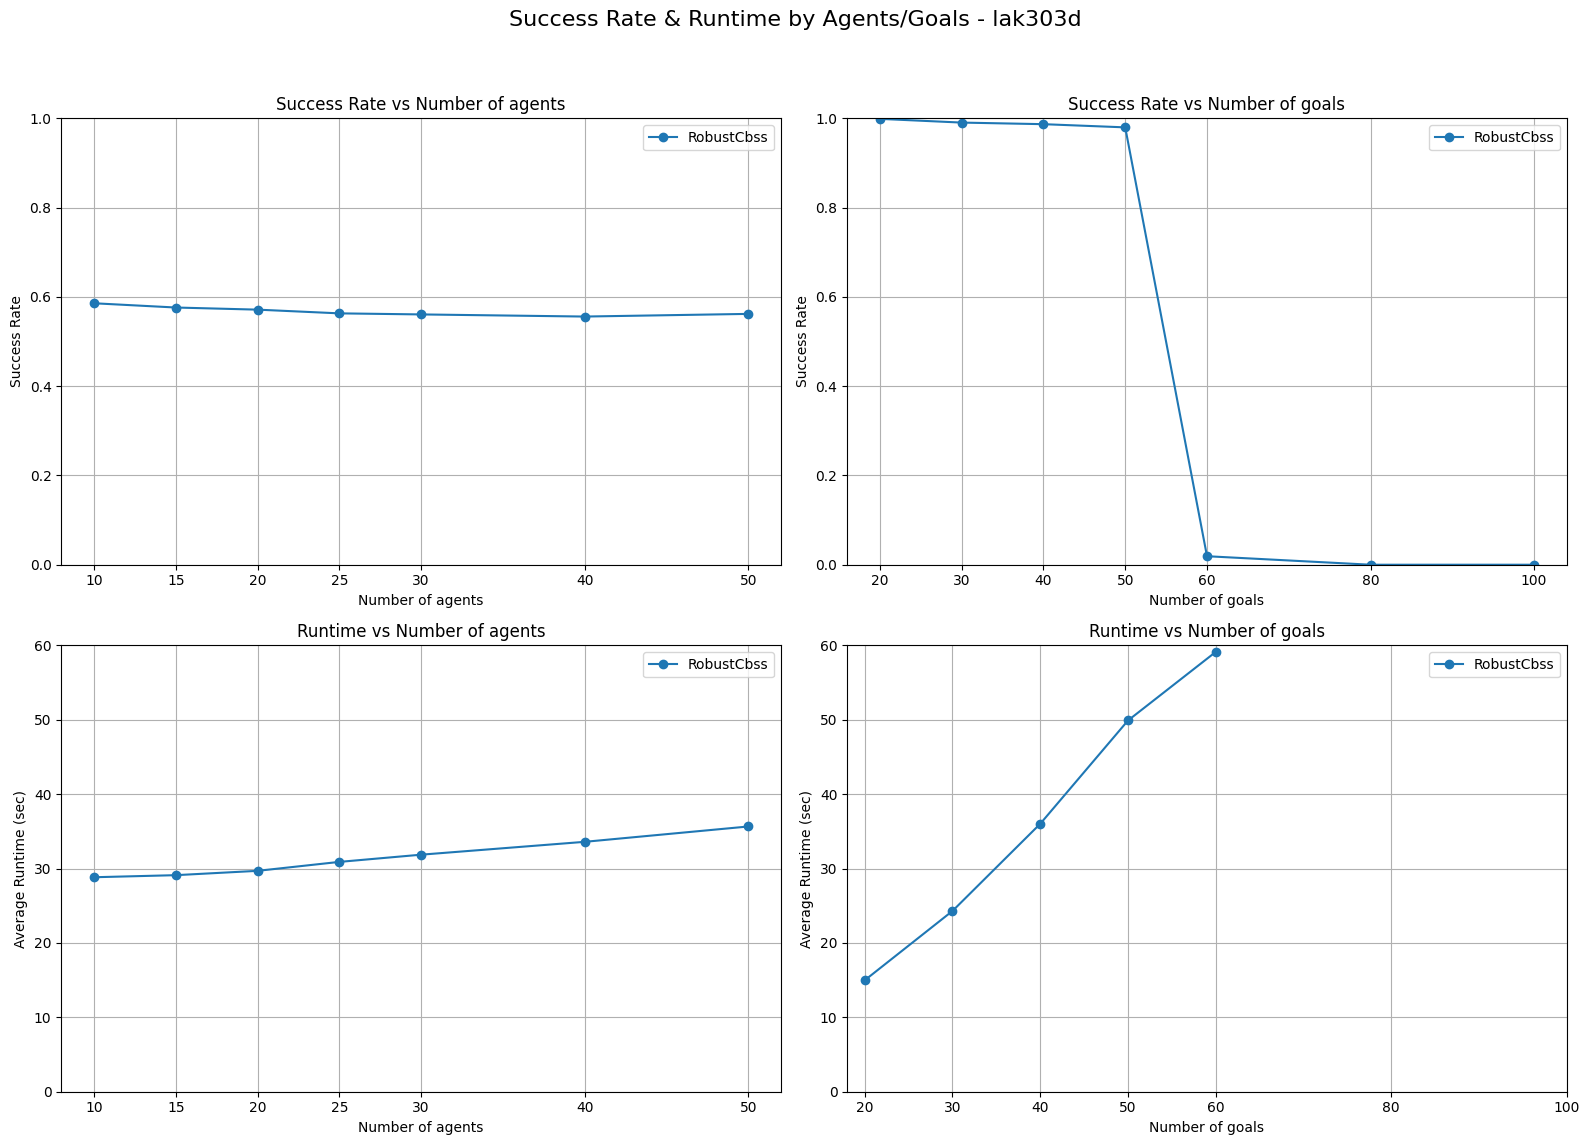 Success Rate & Runtime by Agents/Goals - lak303d
Success Rate vs Number of agents
RobustCbss
1.0
0.8
0.6
0.4
0.2
0.0
Success Rate
10 15 20 25 30 40 50
Number of agents
Success Rate vs Number of goals
RobustCbss
1.0
0.8
0.6
0.4
0.2
0.0
Success Rate
20 30 40 50 60 80 100
Number of goals
Runtime vs Number of agents
RobustCbss
60
50
40
30
20
10
0
Average Runtime (sec)
10 15 20 25 30 40 50
Number of agents
Runtime vs Number of goals
RobustCbss
60
50
40
30
20
10
0
Average Runtime (sec)
20 30 40 50 60 80 100
Number of goals